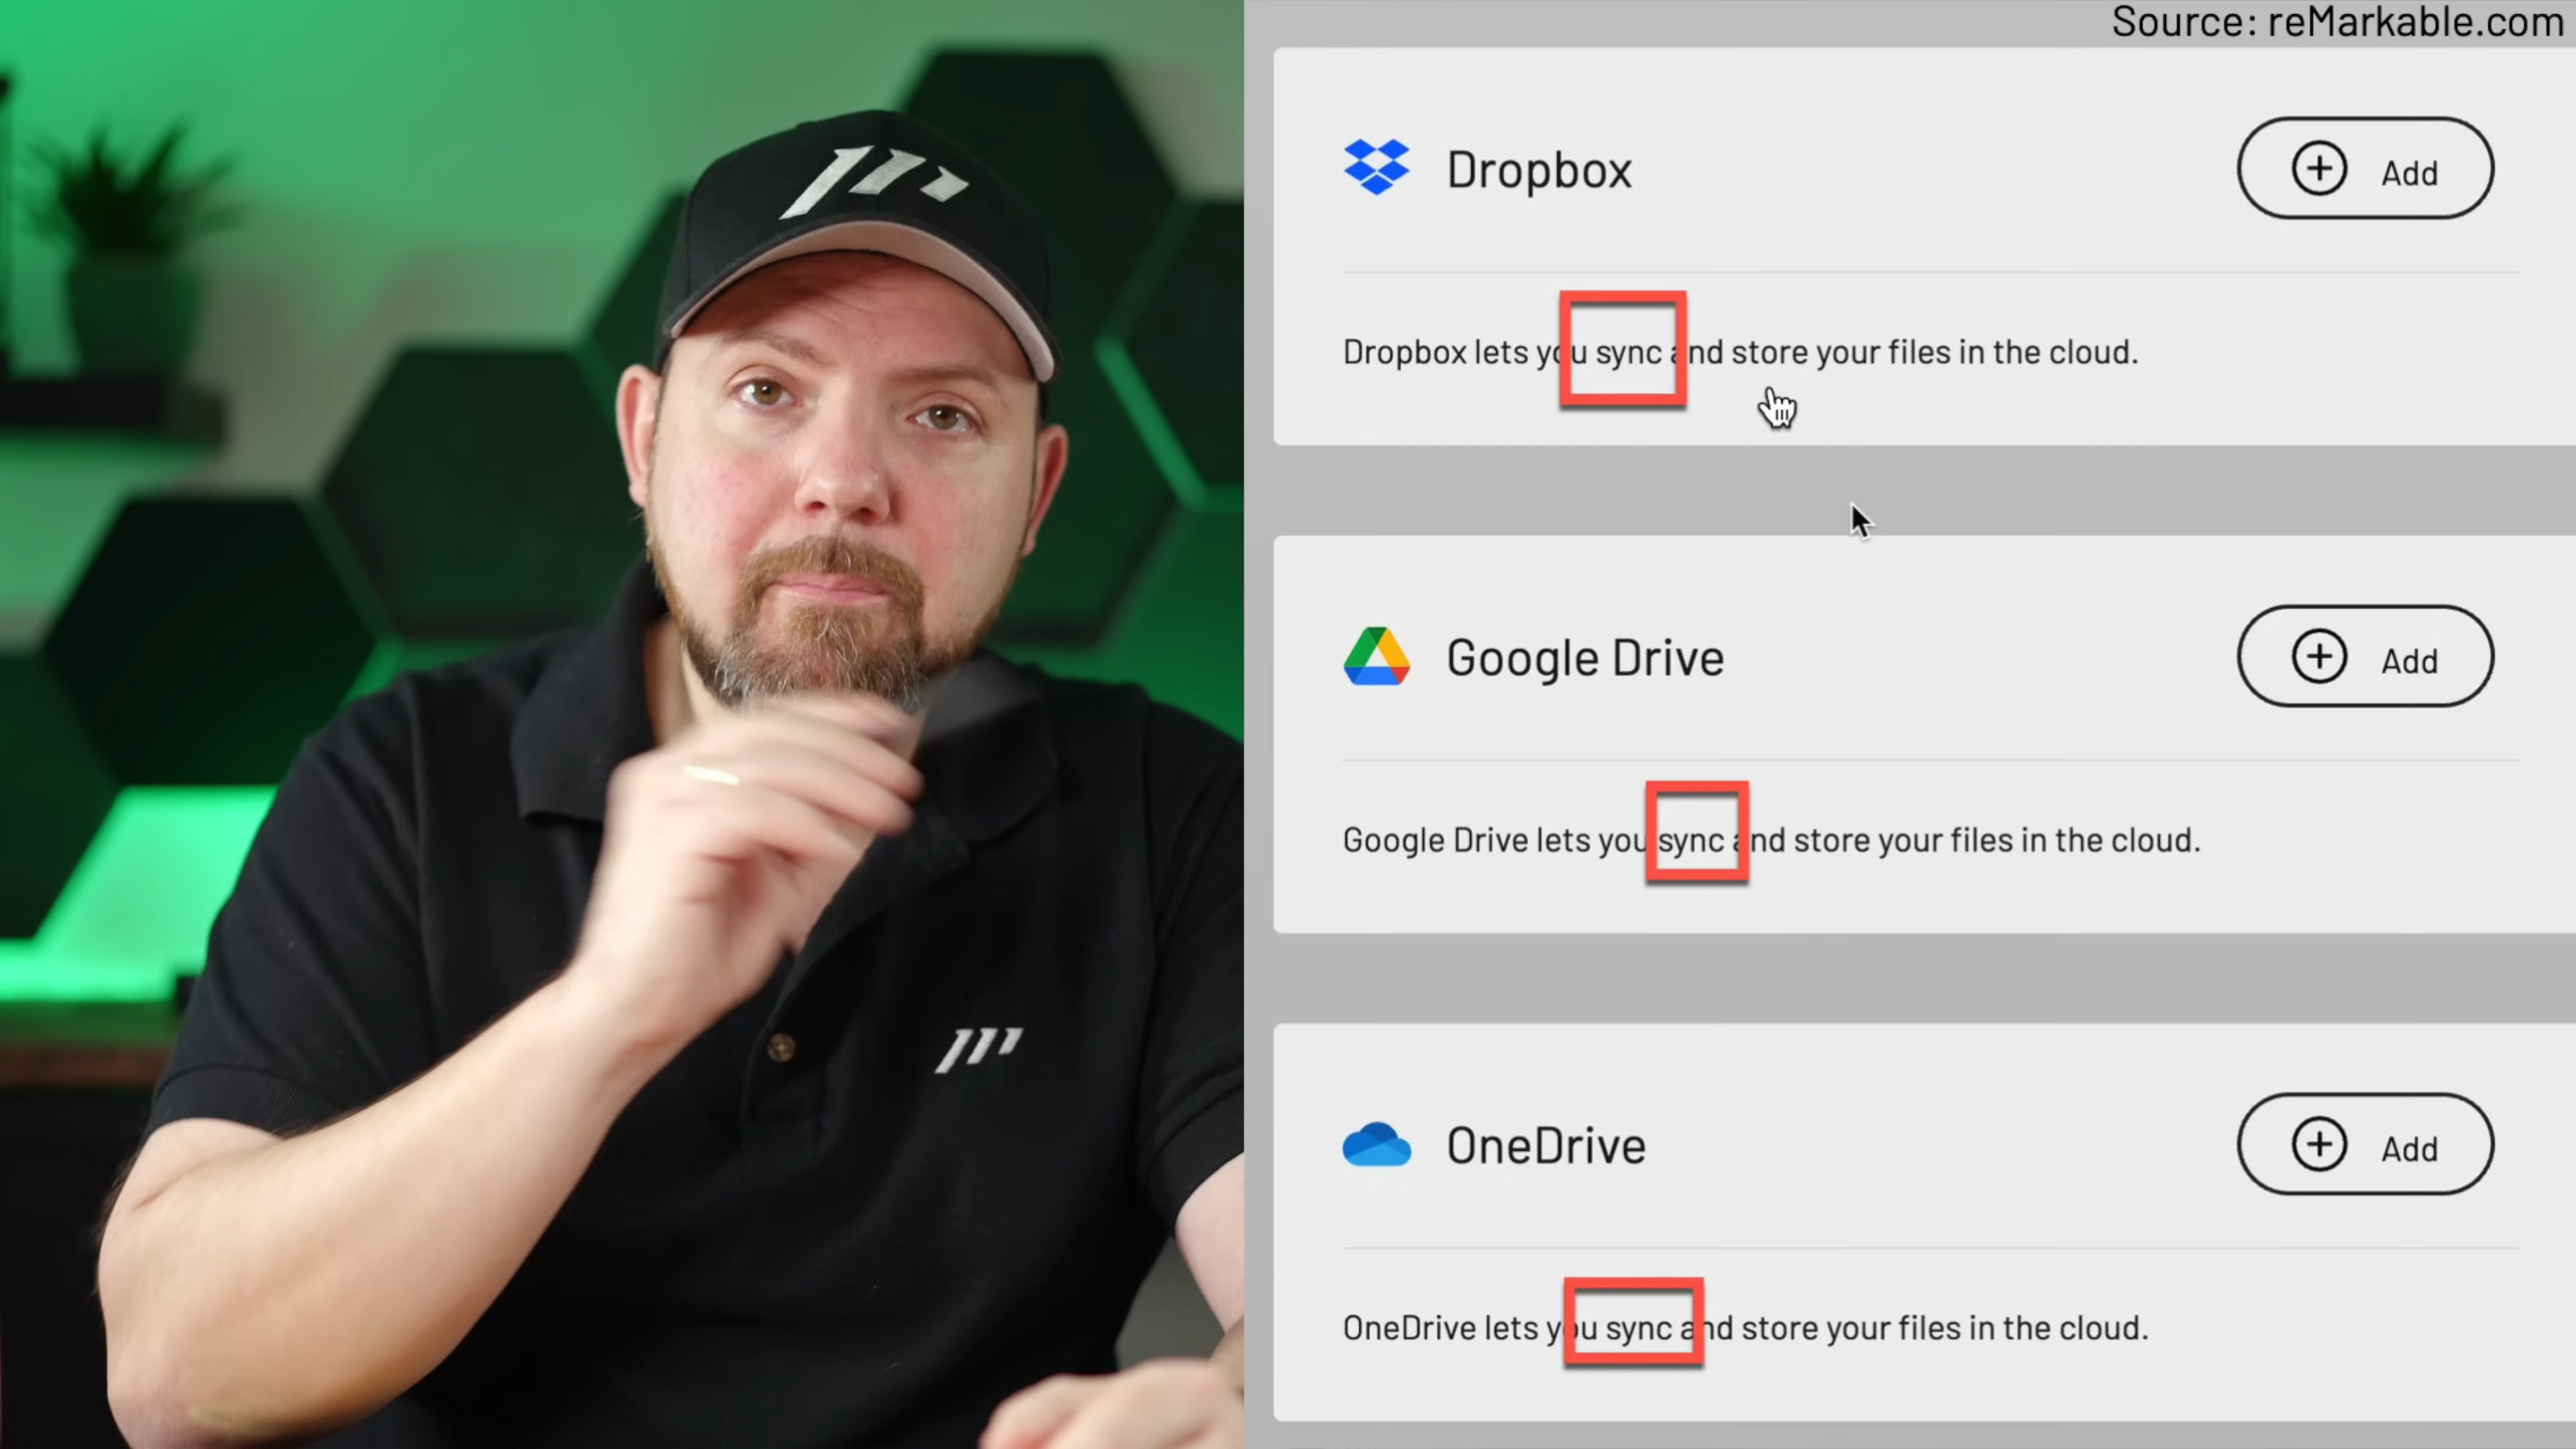 Source: reMarkable.com
Dropbox
Add
Dropbox lets you sync and store your files in the cloud.
Google Drive
Add
Google Drive lets you sync and store your files in the cloud.
OneDrive
Add
OneDrive lets you sync and store your files in the cloud.